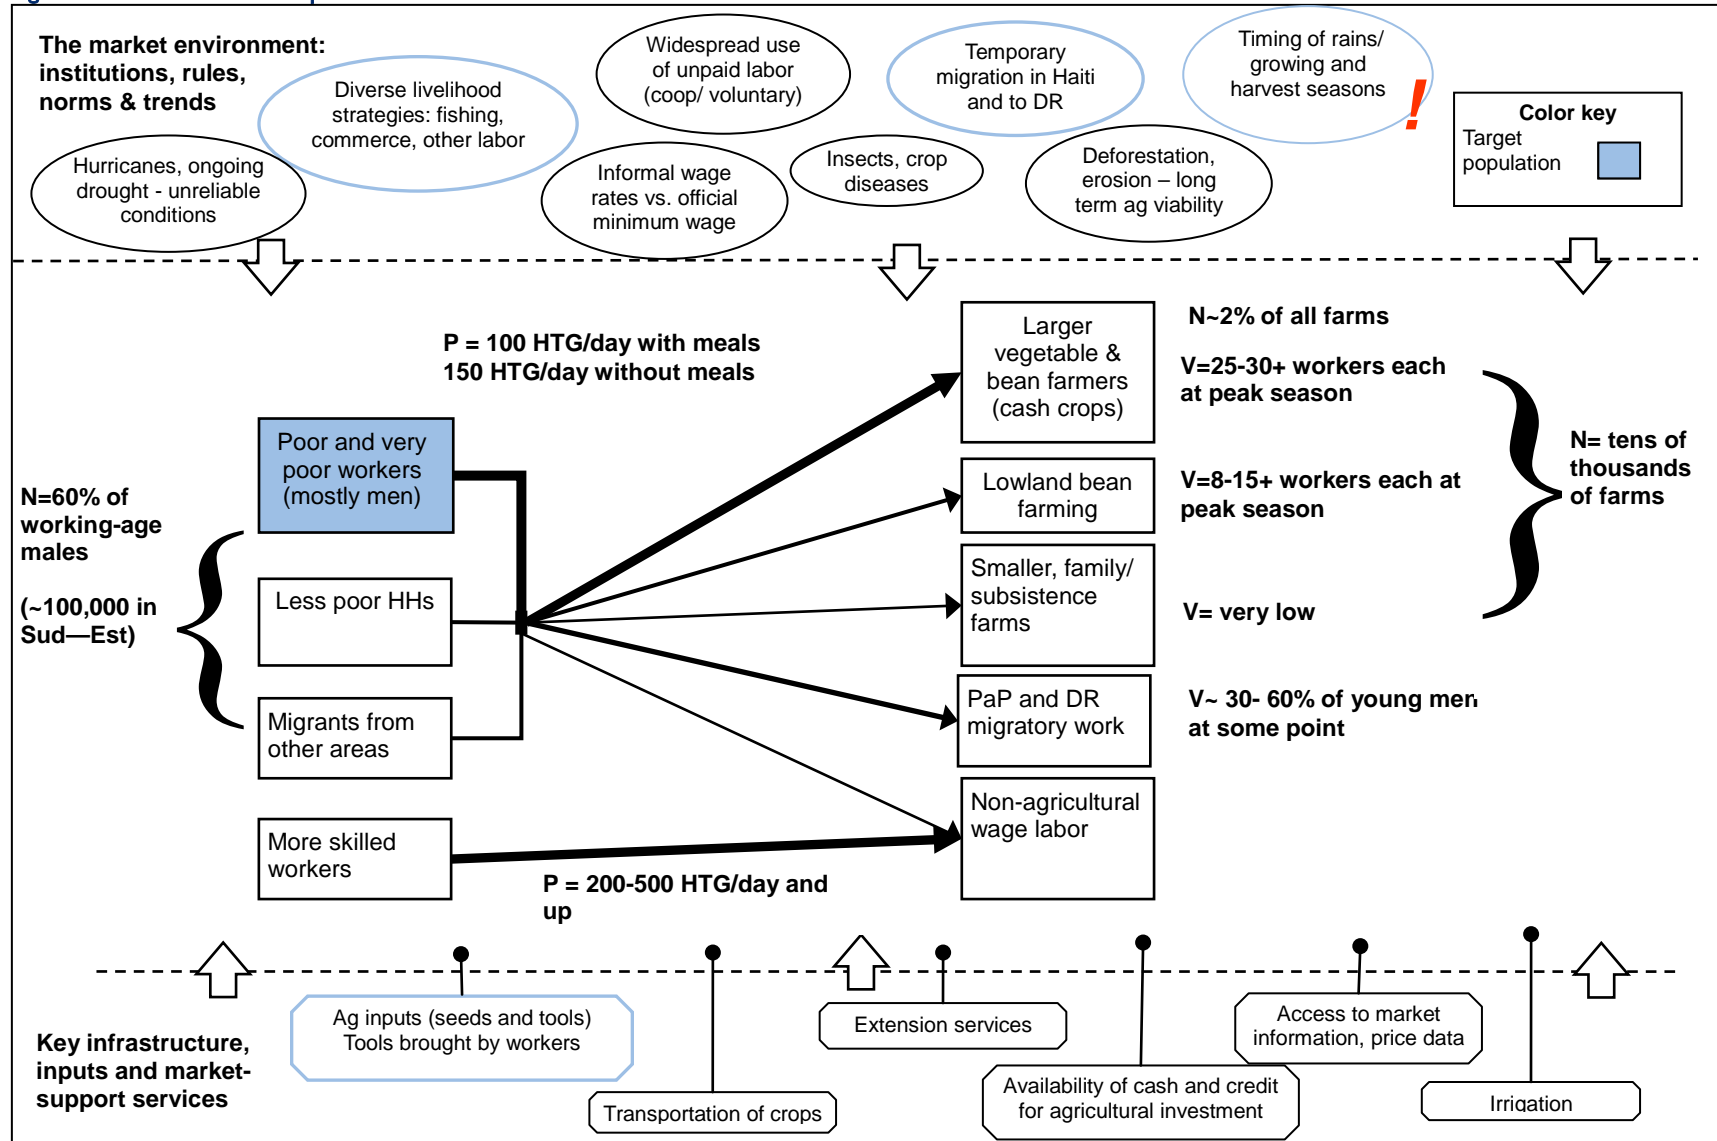 The market environment:
institutions, rules,
norms & trends
Diverse livelihood
strategies: fishing,
commerce, other labor
Widespread use
of unpaid labor
(coop/ voluntary)
Temporary
migration in Haiti
and to DR
Timing of rains/
growing and
harvest seasons
!
Color key
Target
population
Hurricanes, ongoing
drought - unreliable
conditions
Informal wage
rates vs. official
minimum wage
Insects, crop
diseases
Deforestation,
erosion – long
term ag viability
P = 100 HTG/day with meals
150 HTG/day without meals
Larger
vegetable &
bean farmers
(cash crops)
N~2% of all farms
V=25-30+ workers each
at peak season
N=60% of
working-age
males
(~100,000 in
Sud—Est)
Poor and very
poor workers
(mostly men)
Lowland bean
farming
V=8-15+ workers each at
peak season
N= tens of
thousands
of farms
Less poor HHs
Smaller, family/
subsistence
farms
V= very low
Migrants from
other areas
PaP and DR
migratory work
V~ 30- 60% of young men
at some point
More skilled
workers
Non-agricultural
wage labor
P = 200-500 HTG/day and
up
Key infrastructure,
inputs and market-
support services
Ag inputs (seeds and tools)
Tools brought by workers
Transportation of crops
Extension services
Availability of cash and credit
for agricultural investment
Access to market
information, price data
Irrigation